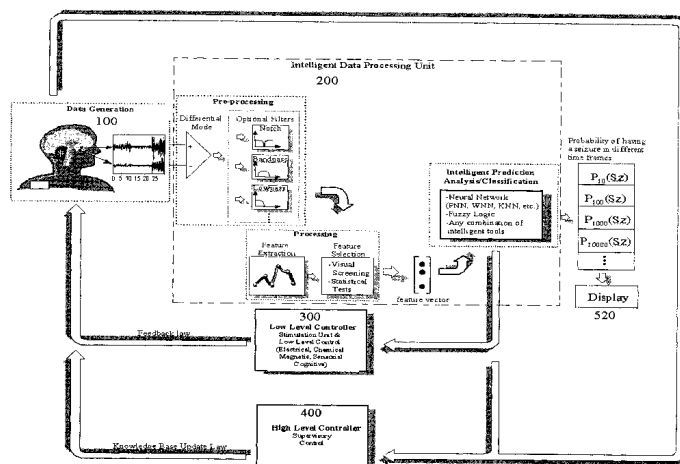 Intelligent Data Processing Unit
200
Data Generation
100
0 5 10 15 20 25
Pre-processing
Differential
Mode
+
-
Optional Filters
Notch
Bandpass
Lowpass
Processing
Feature
Extraction
Feature
Selection
-Visual
Screening
-Statistical
Tests
feature vector
Intelligent Prediction
Analysis/Classification
-Neural Network
(PNN, WNN, KNN, etc.)
-Fuzzy Logic
-Any combination of
intelligent tools
Probability of having
a seizure in different
time frames
P10(S,z)
P100(S,z)
P1000(S,z)
P10000(S,z)
Display
520
300
Low Level Controller
Stimulation Unit &
Low Level Control
(Electrical, Chemical
Magnetic, Sensorial
Cognitive)
Feedback law
400
High Level Controller
Supervisory
Control
Knowledge Base Update Law